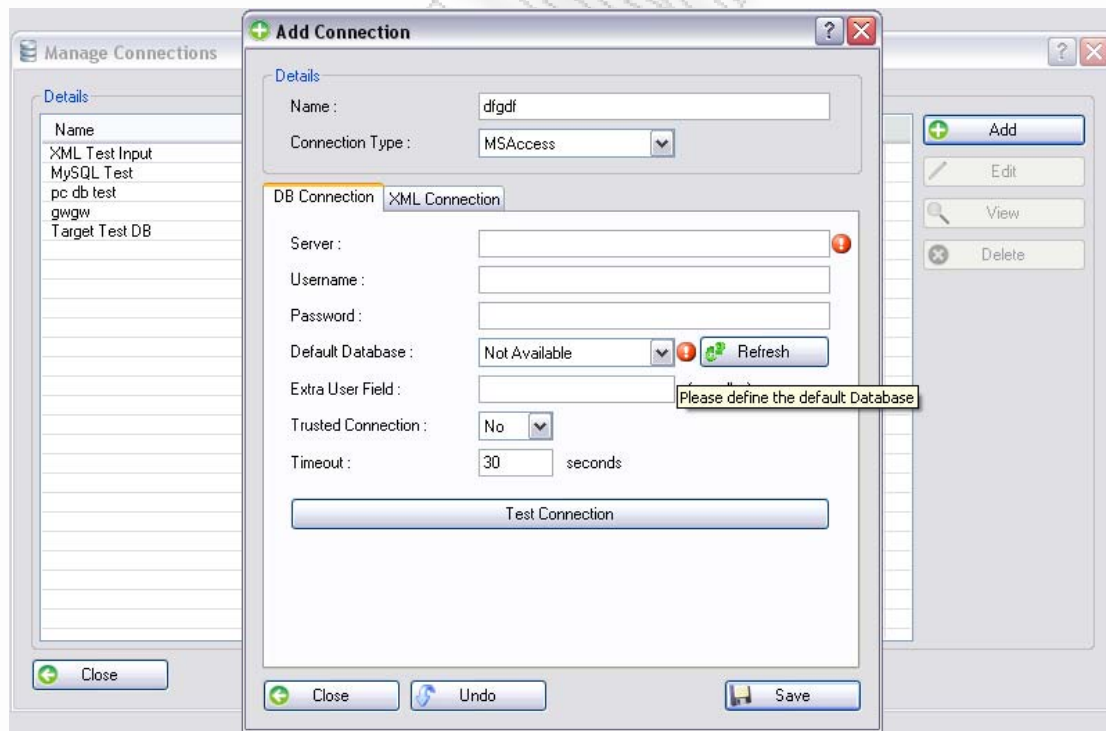 Manage Connections
Details
Name
XML Test Input
MySQL Test
pc db test
gwgw
Target Test DB
Add
Edit
View
Delete
Close
Add Connection
Details
Name :
dfgdf
Connection Type :
MSAccess
DB Connection
XML Connection
Server :
Username :
Password :
Default Database :
Not Available
Refresh
Extra User Field :
Please define the default Database
Trusted Connection :
No
Timeout :
30
seconds
Test Connection
Close
Undo
Save